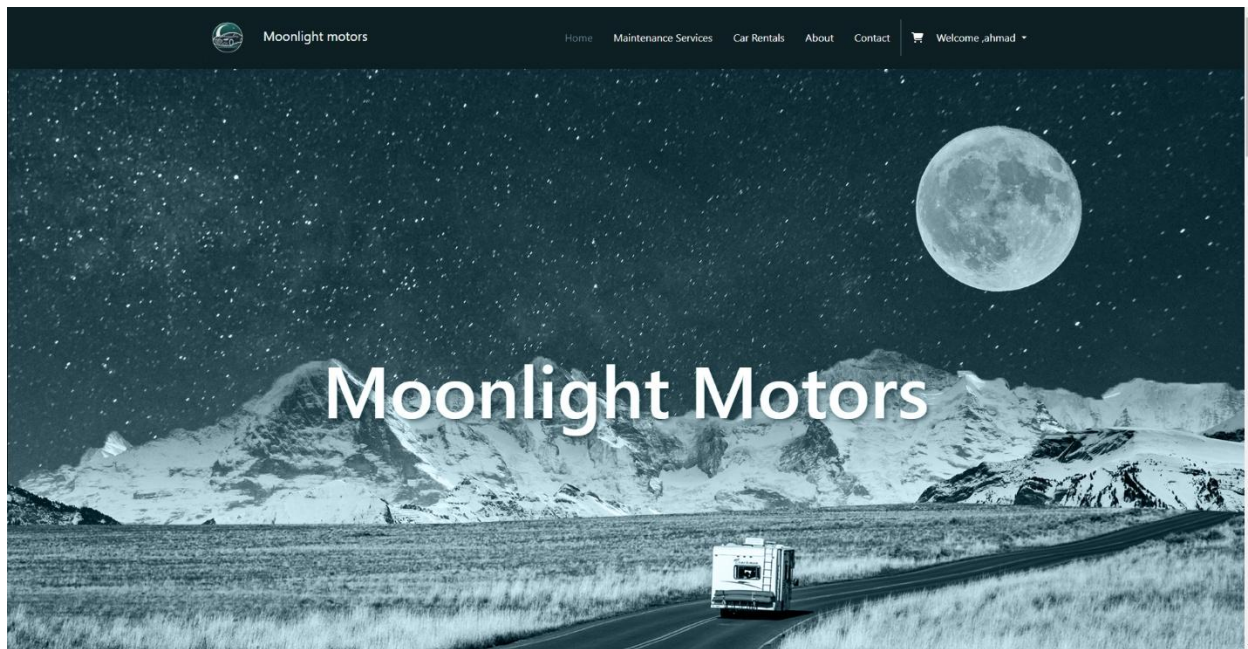 Moonlight motors
Home Maintenance Services Car Rentals About Contact Welcome ,ahmad
Moonlight Motors